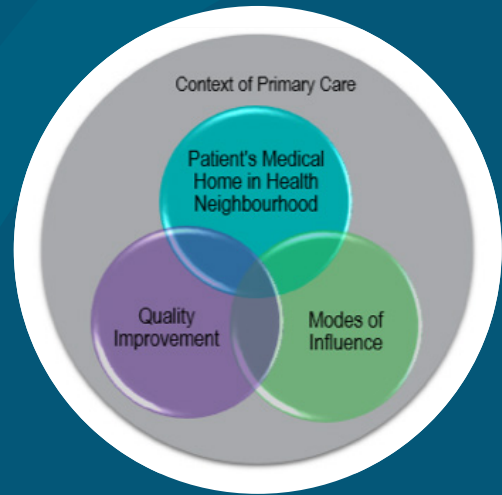 Context of Primary Care
Patient's Medical
Home in Health
Neighbourhood
Quality
Improvement
Modes of
Influence